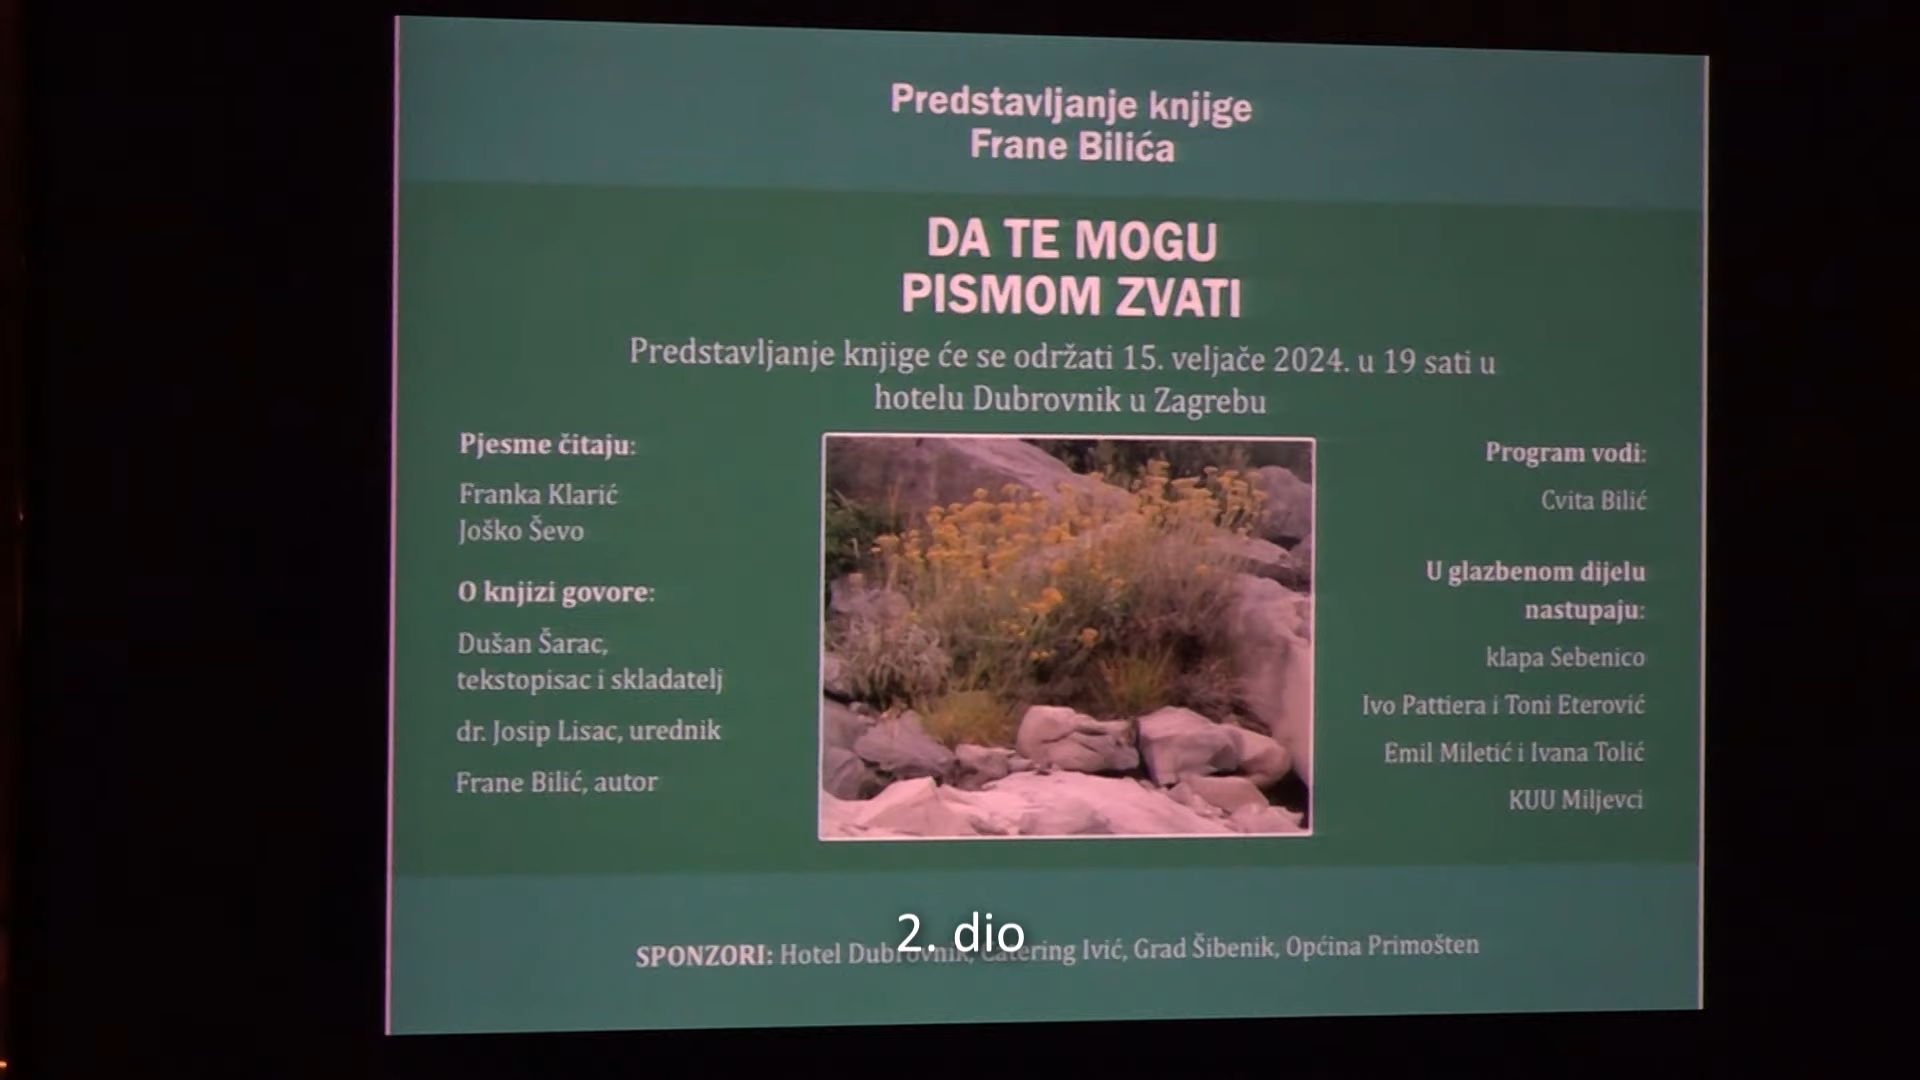 Predstavljanje knjige
Frane Bilića
DA TE MOGU
PISMOM ZVATI
Predstavljanje knjige će se održati 15. veljače 2024. u 19 sati u
hotelu Dubrovnik u Zagrebu
Pjesme čitaju:
Franka Klarić
Joško Ševo
O knjizi govore:
Dušan Šarac,
tekstopisac i skladatelj
dr. Josip Lisac, urednik
Frane Bilić, autor
Program vodi:
Cvita Bilić
U glazbenom dijelu
nastupaju:
klapa Sebenico
Ivo Pattiera i Toni Eterović
Emil Miletić i Ivana Tolić
KUU Miljevci
2. dio
SPONZORI: Hotel Dubrovnik, Catering Ivić, Grad Šibenik, Općina Primošten